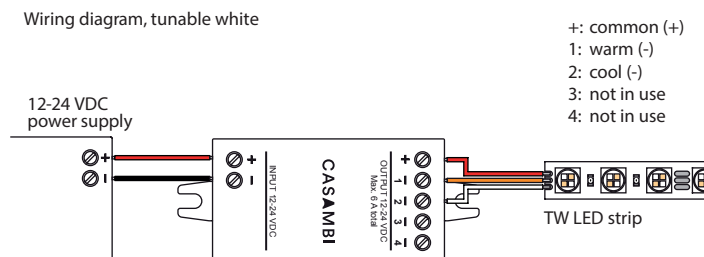 Wiring diagram, tunable white
+: common (+)
1: warm (-)
2: cool (-)
3: not in use
4: not in use
12-24 VDC
power supply
+
-
+
-
INPUT 12-24 VDC
CASAMBI
OUTPUT 12-24 VDC
Max. 6 A total
+
1
2
3
4
TW LED strip